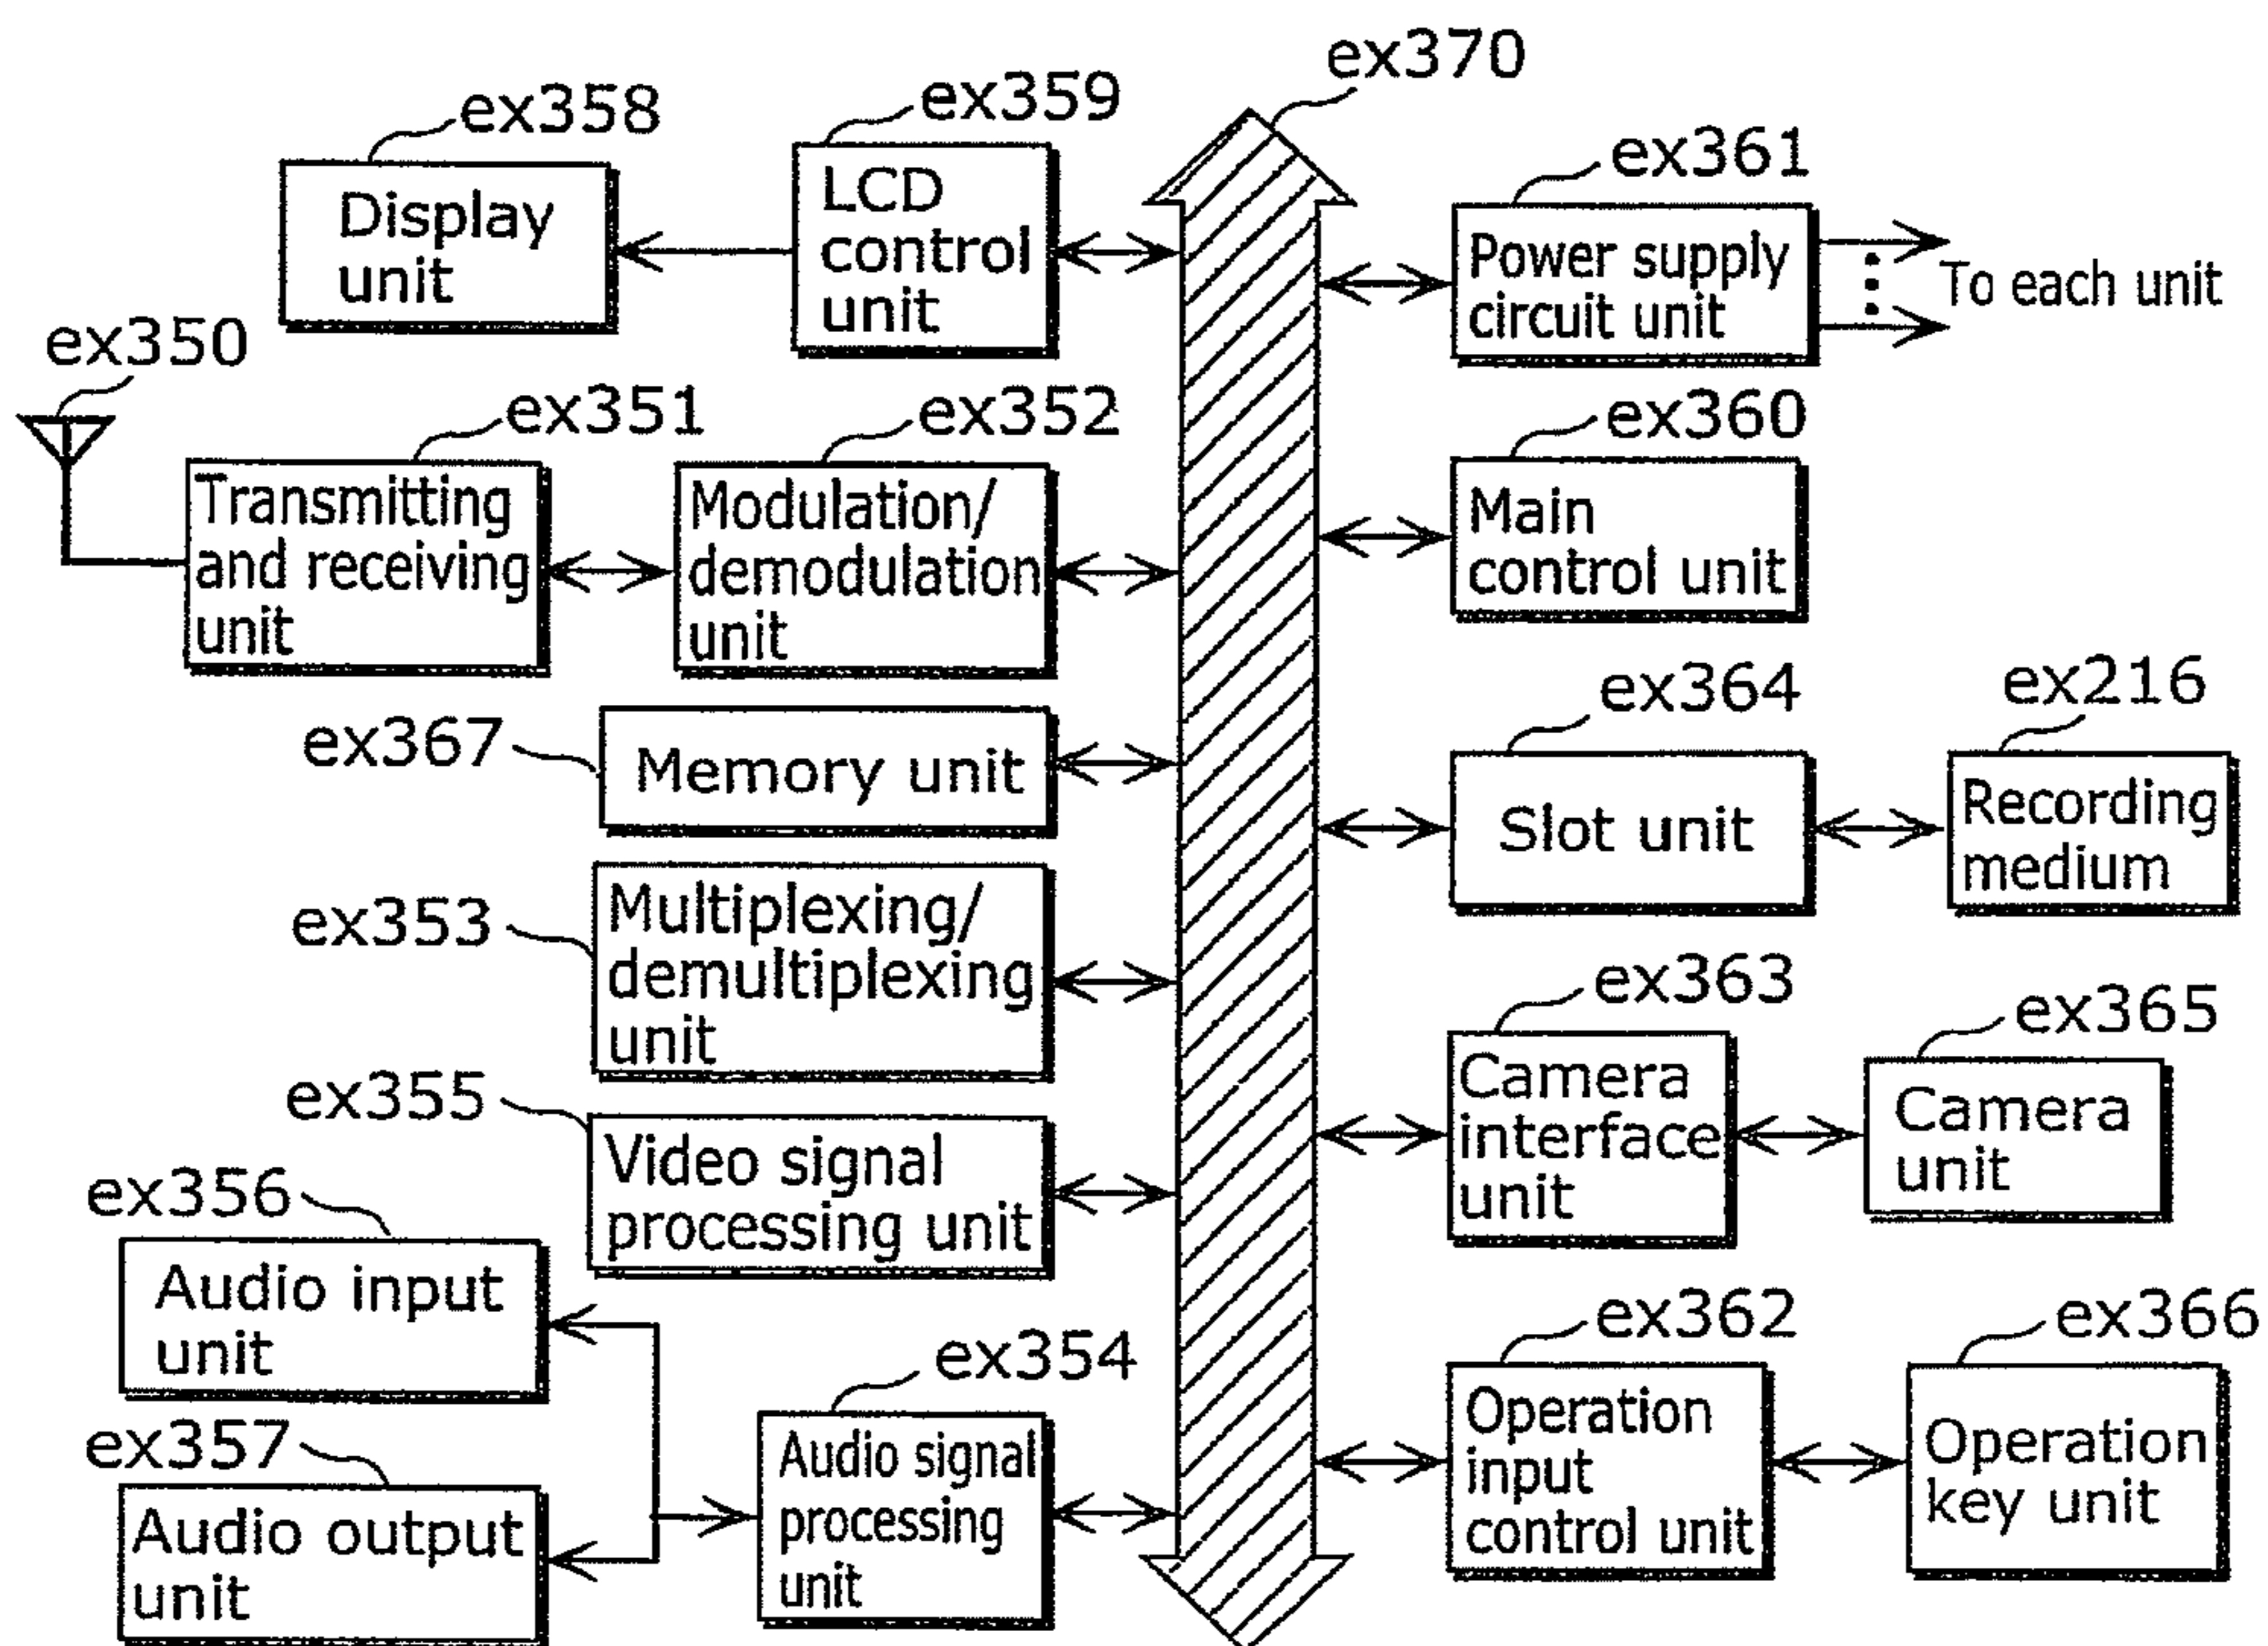 ex370
ex358
ex359
ex361
Display
unit
LCD
control
unit
Power supply
circuit unit
To each unit
ex350
ex351
ex352
ex360
Transmitting
and receiving
unit
Modulation/
demodulation
unit
Main
control unit
ex367
Memory unit
ex364
ex216
Slot unit
Recording
medium
ex353
Multiplexing/
demultiplexing
unit
ex363
ex365
Camera
interface
unit
Camera
unit
ex355
Video signal
processing unit
ex356
Audio input
unit
ex354
ex362
ex366
ex357
Audio output
unit
Audio signal
processing
unit
Operation
input
control unit
Operation
key unit